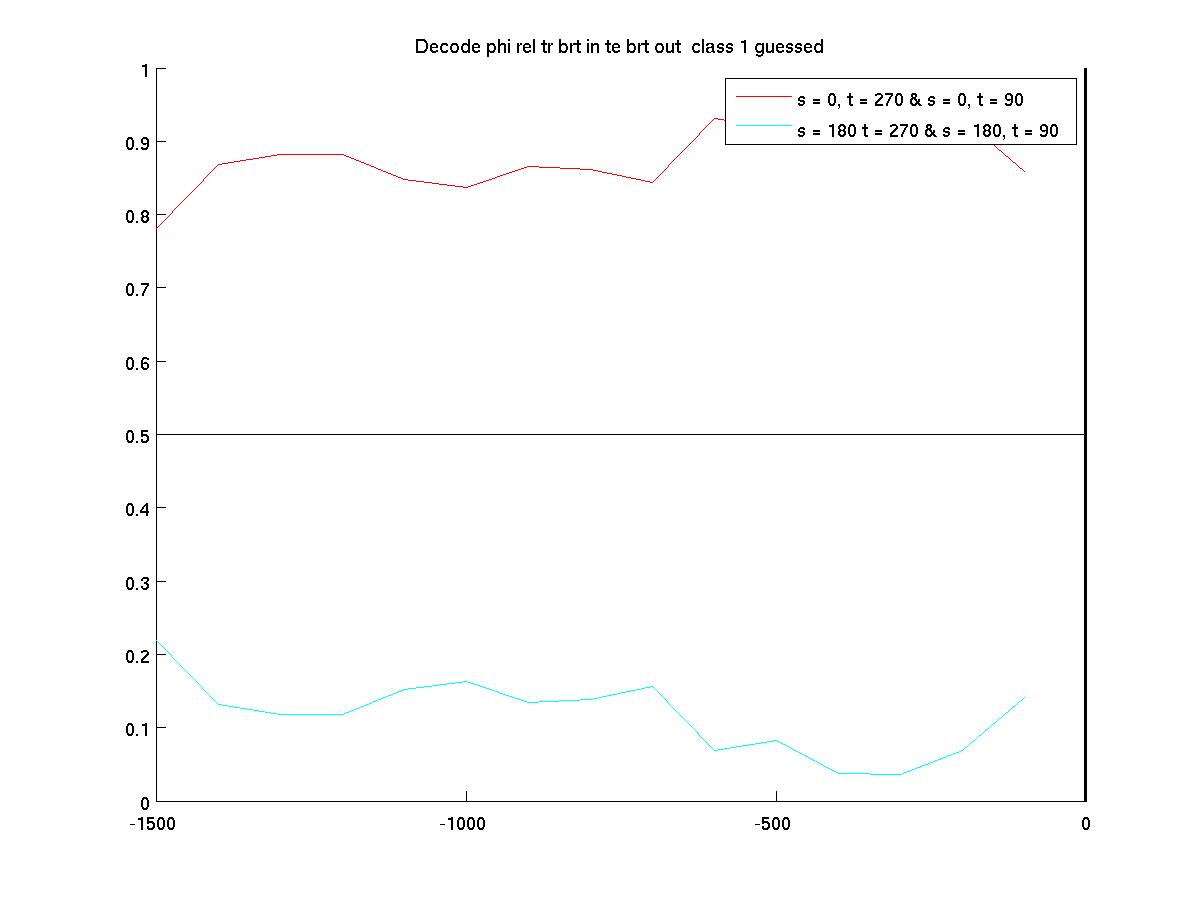 Decode phi rel tr brt in te brt out  class 1 guessed
1
s = 0, t = 270 & s = 0, t = 90
s = 180 t = 270 & s = 180, t = 90
0.9
0.8
0.7
0.6
0.5
0.4
0.3
0.2
0.1
0
-1500 -1000 -500 0